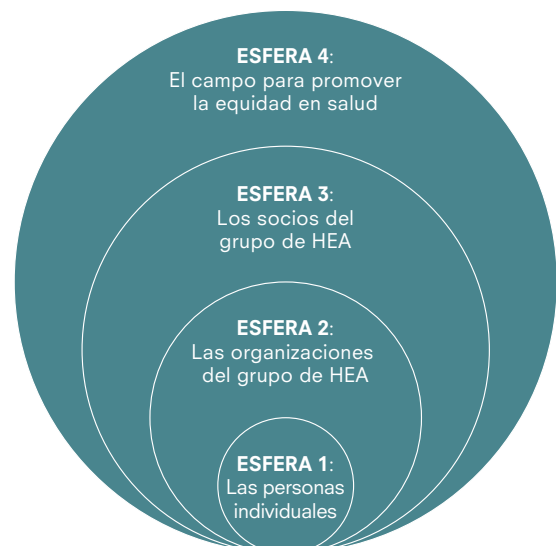 ESFERA 4:
El campo para promover
la equidad en salud
ESFERA 3:
Los socios del
grupo de HEA
ESFERA 2:
Las organizaciones
del grupo de HEA
ESFERA 1:
Las personas
individuales